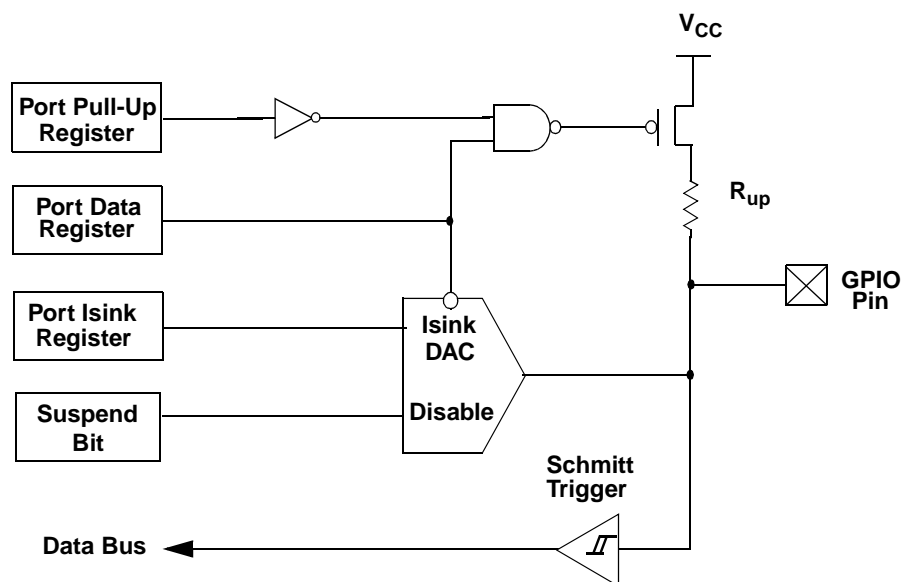 VCC
Port Pull-Up
Register
Port Data
Register
Rup
GPIO
Pin
Port Isink
Register
Isink
DAC
Suspend
Bit
Disable
Schmitt
Trigger
Data Bus